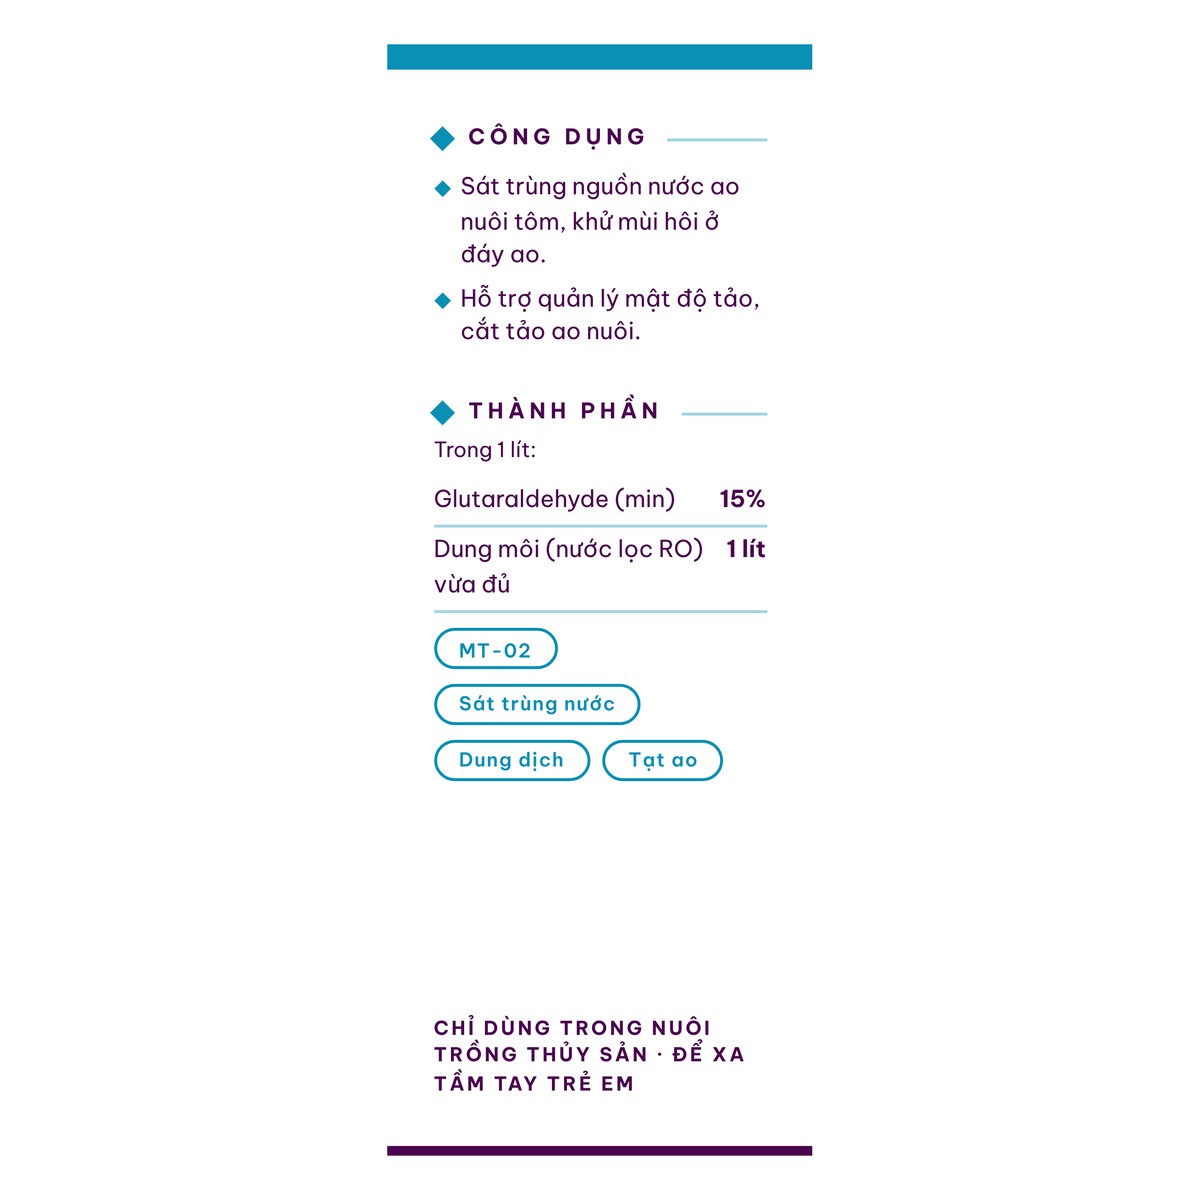 CÔNG DỤNG
Sát trùng nguồn nước ao
nuôi tôm, khử mùi hôi ở
đáy ao.
Hỗ trợ quản lý mật độ tảo,
cắt tảo ao nuôi.
THÀNH PHẦN
Trong 1 lít:
Glutaraldehyde (min) 15%
Dung môi (nước lọc RO) 1 lít
vừa đủ
MT-02
Sát trùng nước
Dung dịch Tạt ao
CHỈ DÙNG TRONG NUÔI
TRỒNG THỦY SẢN · ĐỂ XA
TẦM TAY TRẺ EM